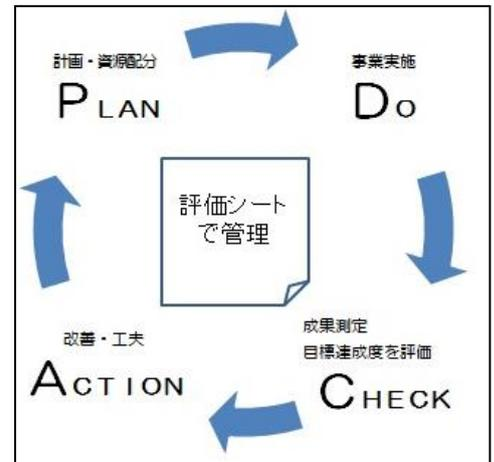 計画・資源配分
PLAN
事業実施
DO
評価シート
で管理
改善・工夫
ACTION
成果測定
目標達成度を評価
CHECK